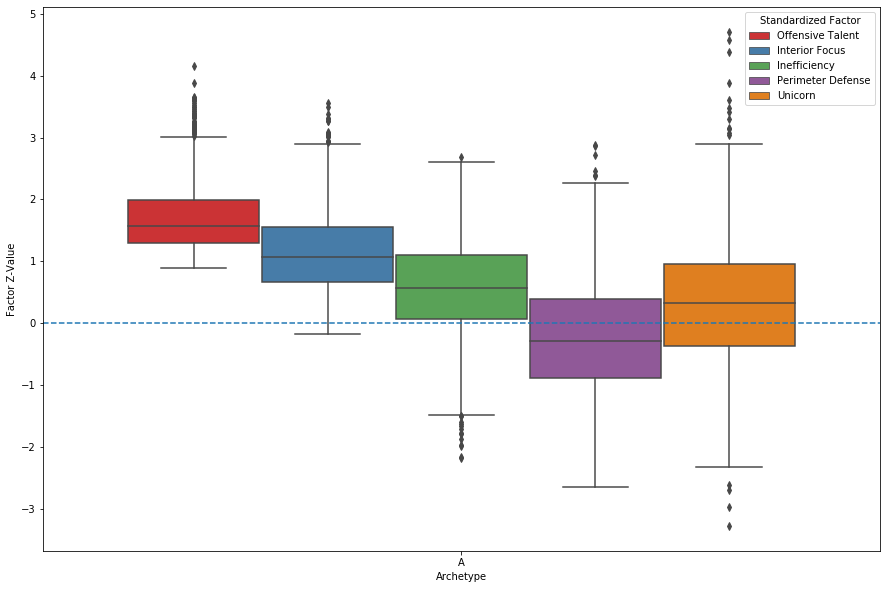 Standardized Factor
Offensive Talent
Interior Focus
Inefficiency
Perimeter Defense
Unicorn
5
4
3
2
1
0
−1
−2
−3
Factor Z-Value
A
Archetype